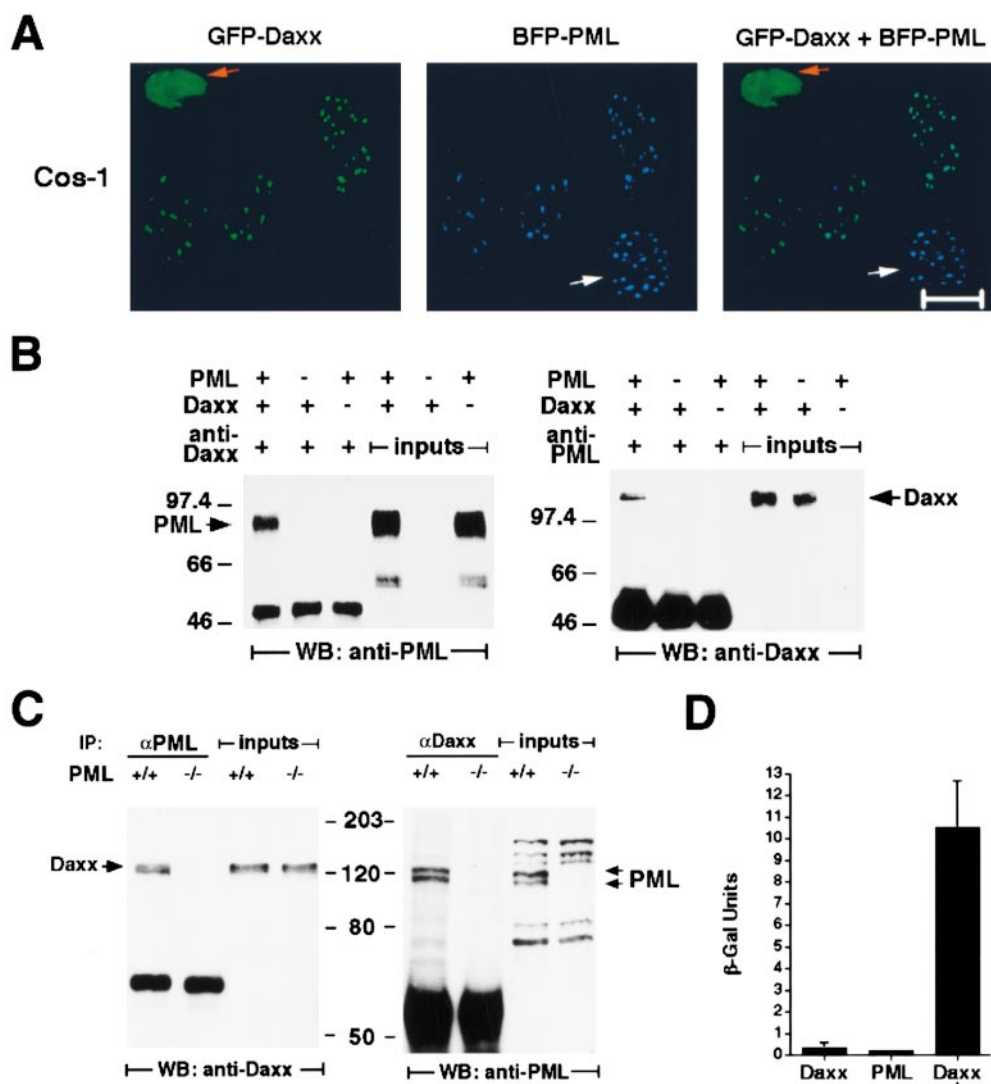 A
GFP-Daxx BFP-PML GFP-Daxx + BFP-PML
Cos-1
B
PML + - + + - +
Daxx + + - + + -
anti-Daxx + + + inputs
97.4
PML
66
46
WB: anti-PML
PML + - + + - +
Daxx + + - + + -
anti-PML + + + inputs
Daxx
97.4
66
46
WB: anti-Daxx
C
IP: αPML inputs
PML +/+ -/- +/+ -/-
Daxx
WB: anti-Daxx
- 203-
- 120-
- 80 -
- 50 -
αDaxx inputs
+/+ -/- +/+ -/-
PML
WB: anti-PML
D
β-Gal Units
13
12
11
10
9
8
7
6
5
4
3
2
1
0
Daxx PML Daxx